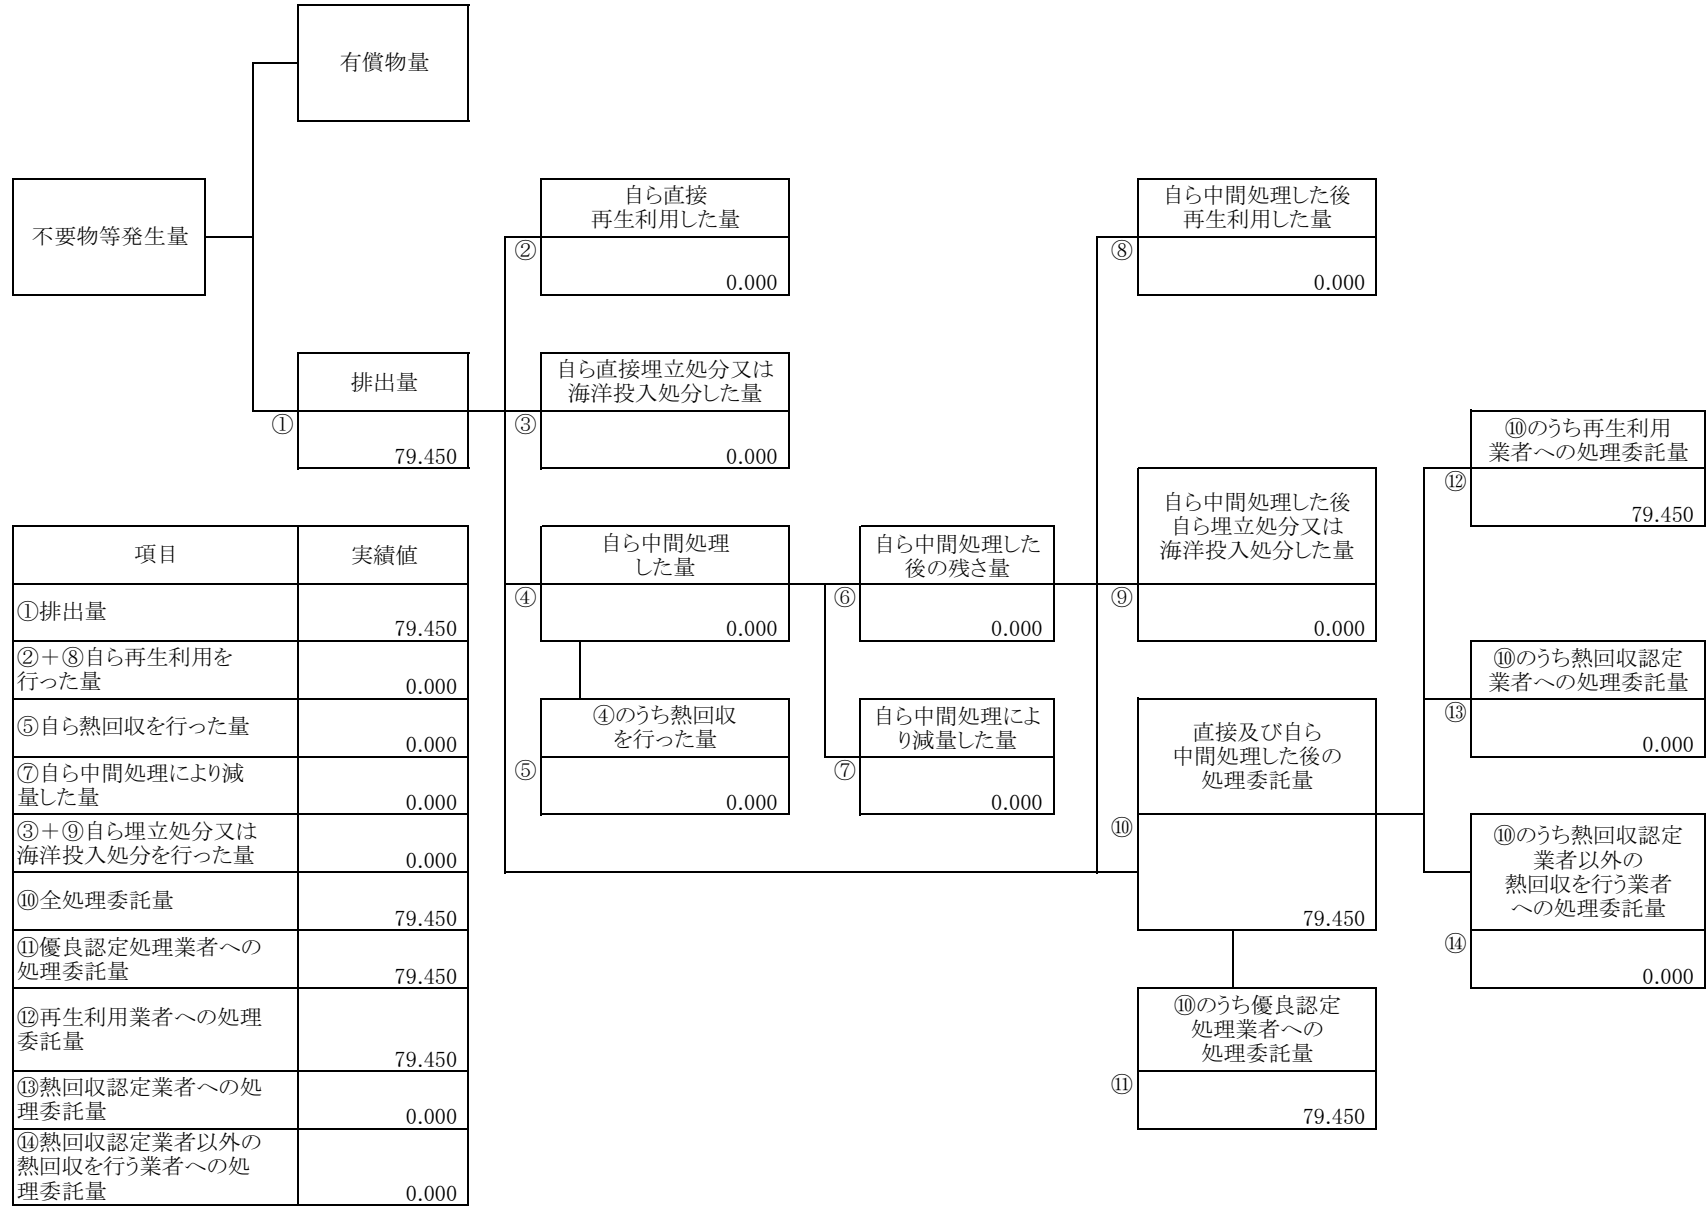 有償物量
不要物等発生量
自ら直接
再生利用した量
②
0.000
自ら中間処理した後
再生利用した量
⑧
0.000
排出量
①
79.450
自ら直接埋立処分又は
海洋投入処分した量
③
0.000
⑩のうち再生利用
業者への処理委託量
⑫
79.450
自ら中間処理
した量
④
0.000
自ら中間処理した
後の残さ量
⑥
0.000
自ら中間処理した後
自ら埋立処分又は
海洋投入処分した量
⑨
0.000
⑩のうち熱回収認定
業者への処理委託量
⑬
0.000
④のうち熱回収
を行った量
⑤
0.000
自ら中間処理によ
り減量した量
⑦
0.000
直接及び自ら
中間処理した後の
処理委託量
⑩
79.450
⑩のうち熱回収認定
業者以外の
熱回収を行う業者
への処理委託量
⑭
0.000
⑩のうち優良認定
処理業者への
処理委託量
⑪
79.450
項目 実績値
①排出量
79.450
②+⑧自ら再生利用を
行った量
0.000
⑤自ら熱回収を行った量
0.000
⑦自ら中間処理により減
量した量
0.000
③+⑨自ら埋立処分又は
海洋投入処分を行った量
0.000
⑩全処理委託量
79.450
⑪優良認定処理業者への
処理委託量
79.450
⑫再生利用業者への処理
委託量
79.450
⑬熱回収認定業者への処
理委託量
0.000
⑭熱回収認定業者以外の
熱回収を行う業者への処
理委託量
0.000